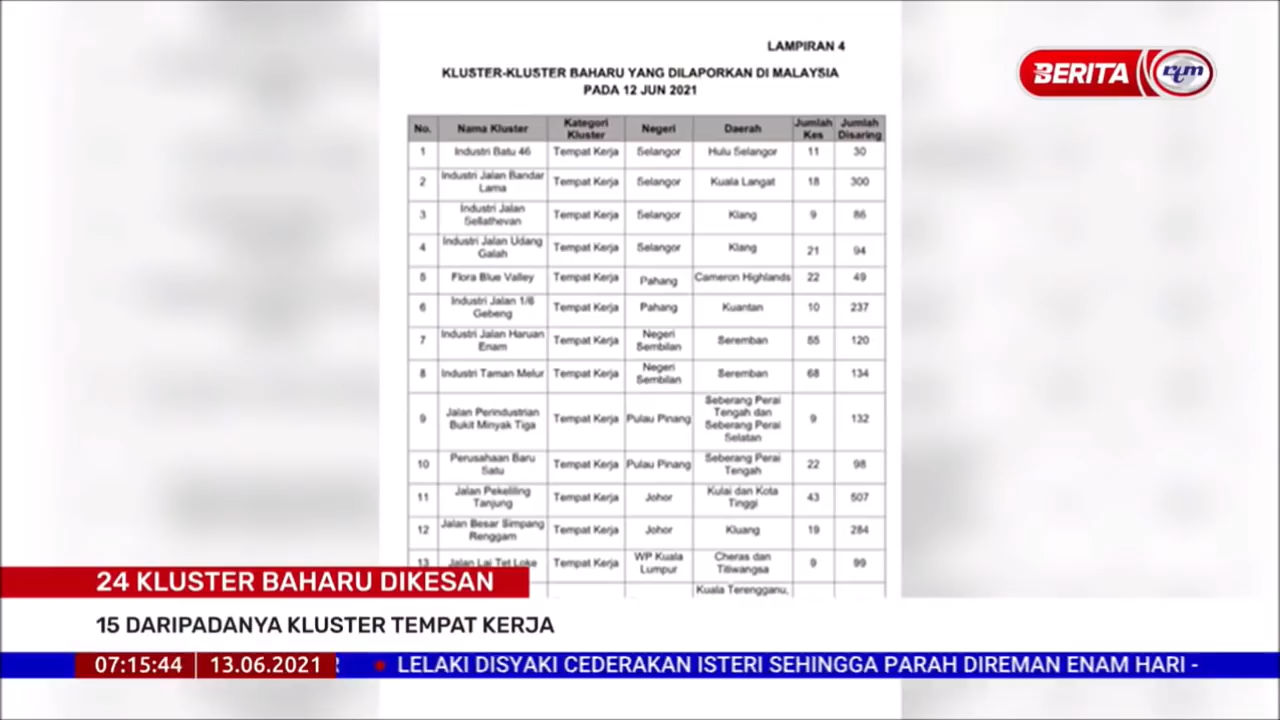 LAMPIRAN 4
BERITA rtm
KLUSTER-KLUSTER BAHARU YANG DILAPORKAN DI MALAYSIA
PADA 12 JUN 2021
No. Nama Kluster Kategori Kluster Negeri Daerah Jumlah Kes Jumlah Disaring
1 Industri Batu 46 Tempat Kerja Selangor Hulu Selangor 11 30
2 Industri Jalan Bandar Lama Tempat Kerja Selangor Kuala Langat 18 300
3 Industri Jalan Sellathevan Tempat Kerja Selangor Klang 9 86
4 Industri Jalan Udang Galah Tempat Kerja Selangor Klang 21 94
5 Flora Blue Valley Tempat Kerja Pahang Cameron Highlands 22 49
6 Industri Jalan 1/6 Gebeng Tempat Kerja Pahang Kuantan 10 237
7 Industri Jalan Haruan Enam Tempat Kerja Negeri Sembilan Seremban 55 120
8 Industri Taman Melur Tempat Kerja Negeri Sembilan Seremban 68 134
9 Jalan Perindustrian Bukit Minyak Tiga Tempat Kerja Pulau Pinang Seberang Perai Tengah dan Seberang Perai Selatan 9 132
10 Perusahaan Baru Satu Tempat Kerja Pulau Pinang Seberang Perai Tengah 22 98
11 Jalan Pekeliling Tanjung Tempat Kerja Johor Kulai dan Kota Tinggi 43 507
12 Jalan Besar Simpang Renggam Tempat Kerja Johor Kluang 19 284
13 Jalan Lai Tet Loke Tempat Kerja WP Kuala Lumpur Cheras dan Titiwangsa 9 99
Kuala Terengganu,
24 KLUSTER BAHARU DIKESAN
15 DARIPADANYA KLUSTER TEMPAT KERJA
07:15:44 13.06.2021 • LELAKI DISYAKI CEDERAKAN ISTERI SEHINGGA PARAH DIREMAN ENAM HARI -